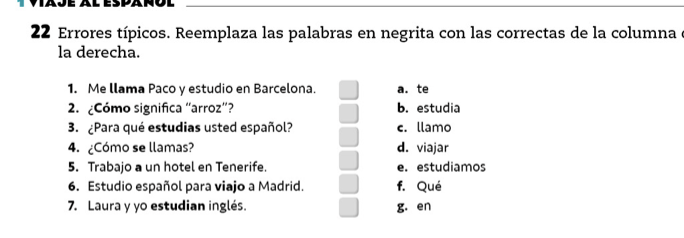 1 VIAJE AL ESPAÑOL
22 Errores típicos. Reemplaza las palabras en negrita con las correctas de la columna
la derecha.
1. Me llama Paco y estudio en Barcelona.
a. te
2. ¿Cómo significa “arroz”?
b. estudia
3. ¿Para qué estudias usted español?
c. llamo
4. ¿Cómo se llamas?
d. viajar
5. Trabajo a un hotel en Tenerife.
e. estudiamos
6. Estudio español para viajo a Madrid.
f. Qué
7. Laura y yo estudian inglés.
g. en